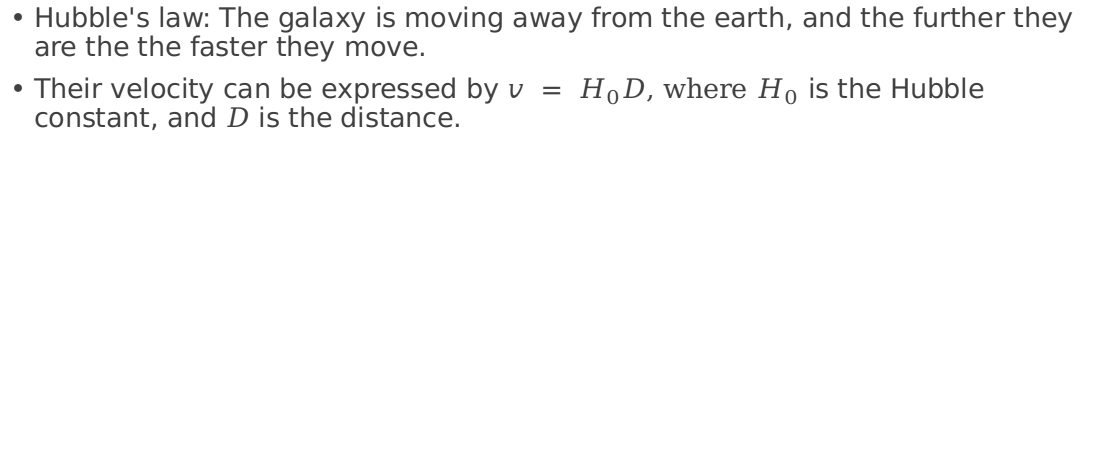 • Hubble's law: The galaxy is moving away from the earth, and the further they
are the the faster they move.
• Their velocity can be expressed by v = H₀D, where H₀ is the Hubble
constant, and D is the distance.